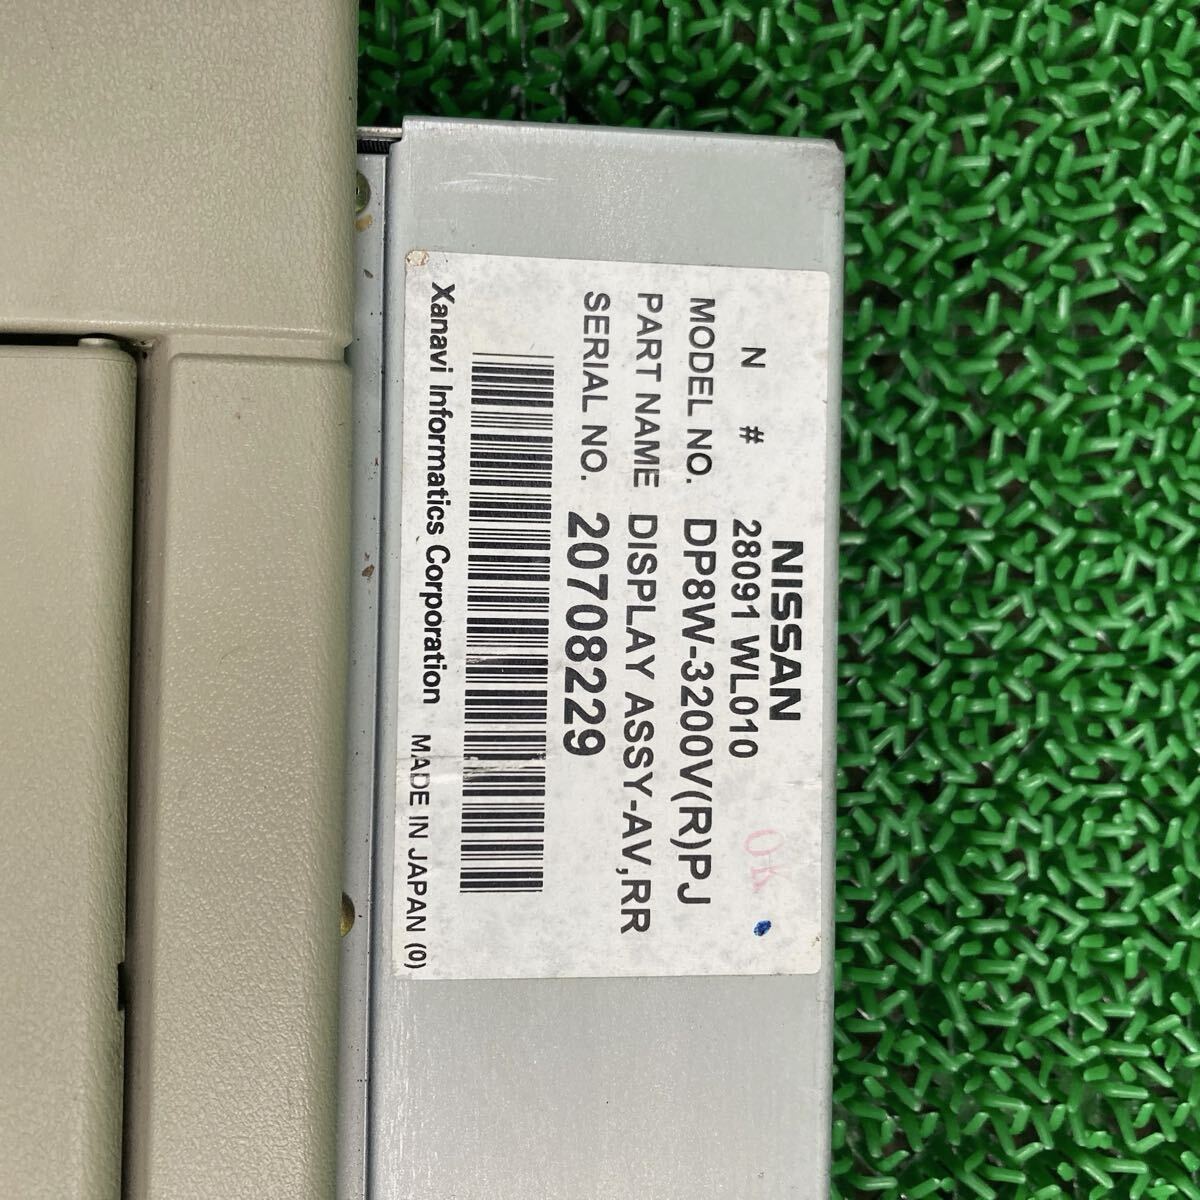 NISSAN
N # 28091 WL010
MODEL NO. DP8W-3200V(R)PJ
PART NAME DISPLAY ASSY-AV,RR
SERIAL NO. 20708229
Xanavi Informatics Corporation MADE IN JAPAN (0)
OK